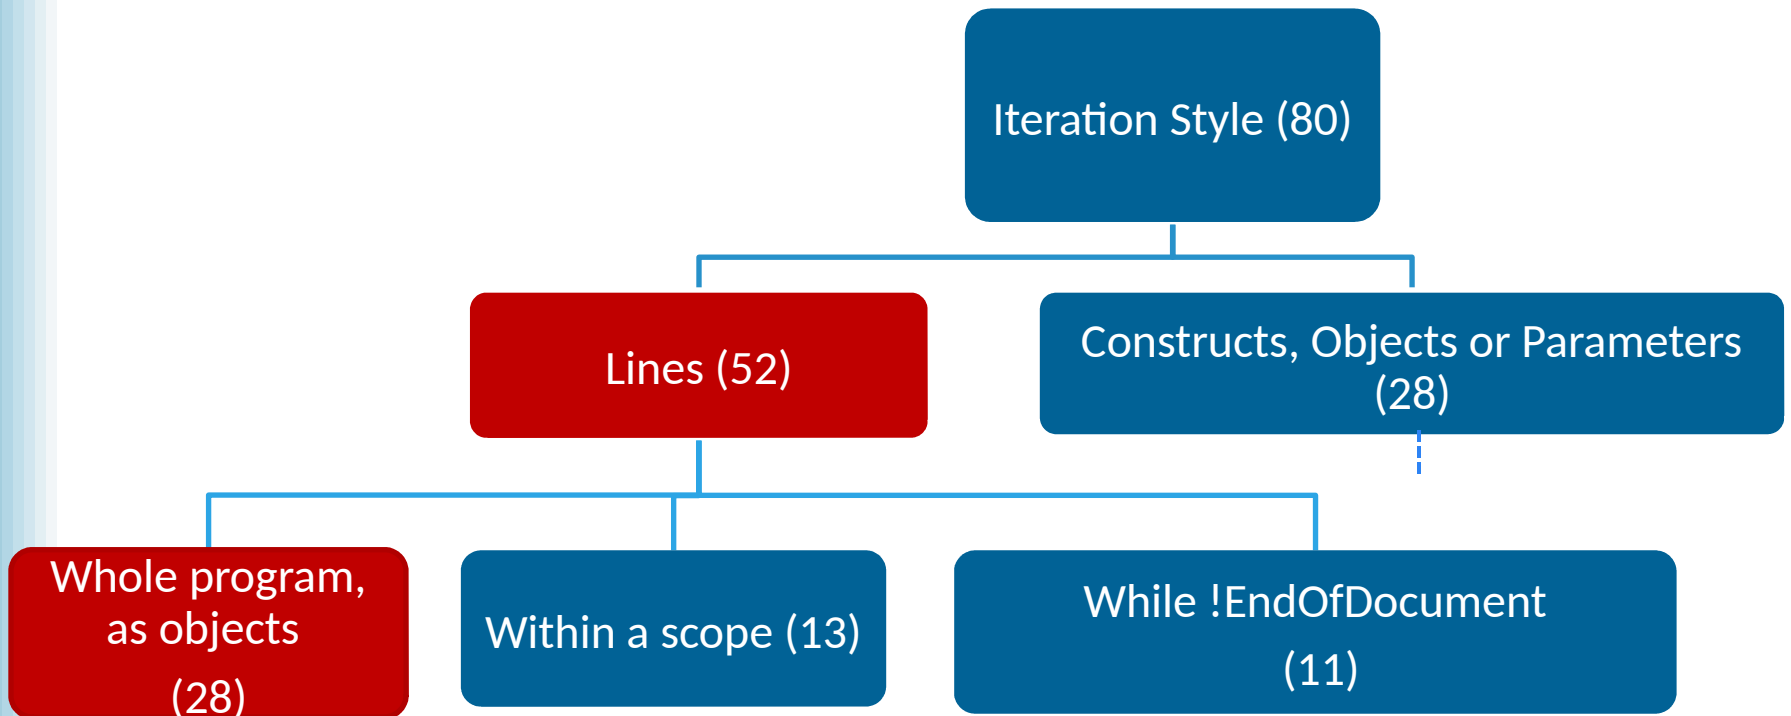 Iteration Style (80)
Lines (52)
Constructs, Objects or Parameters
(28)
Whole program,
as objects
(28)
Within a scope (13)
While !EndOfDocument
(11)